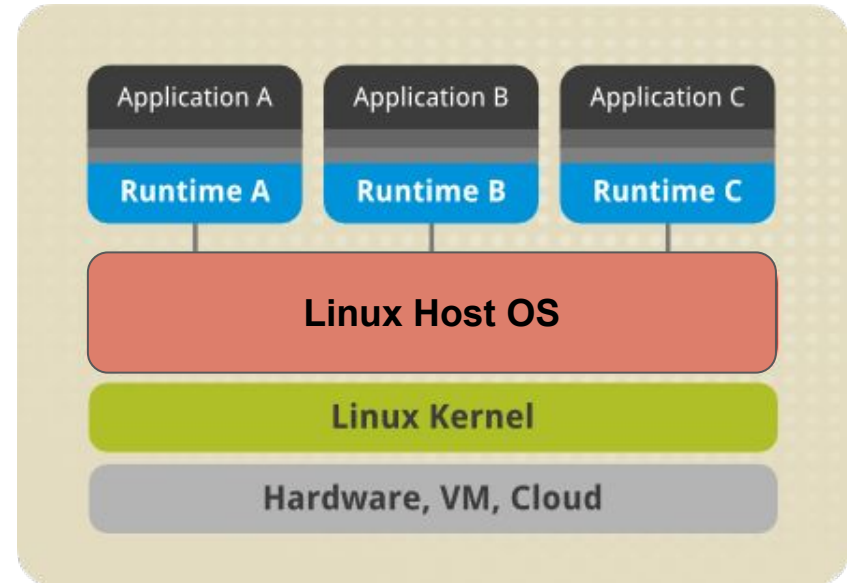 Application A
Application B
Application C
Runtime A
Runtime B
Runtime C
Linux Host OS
Linux Kernel
Hardware, VM, Cloud